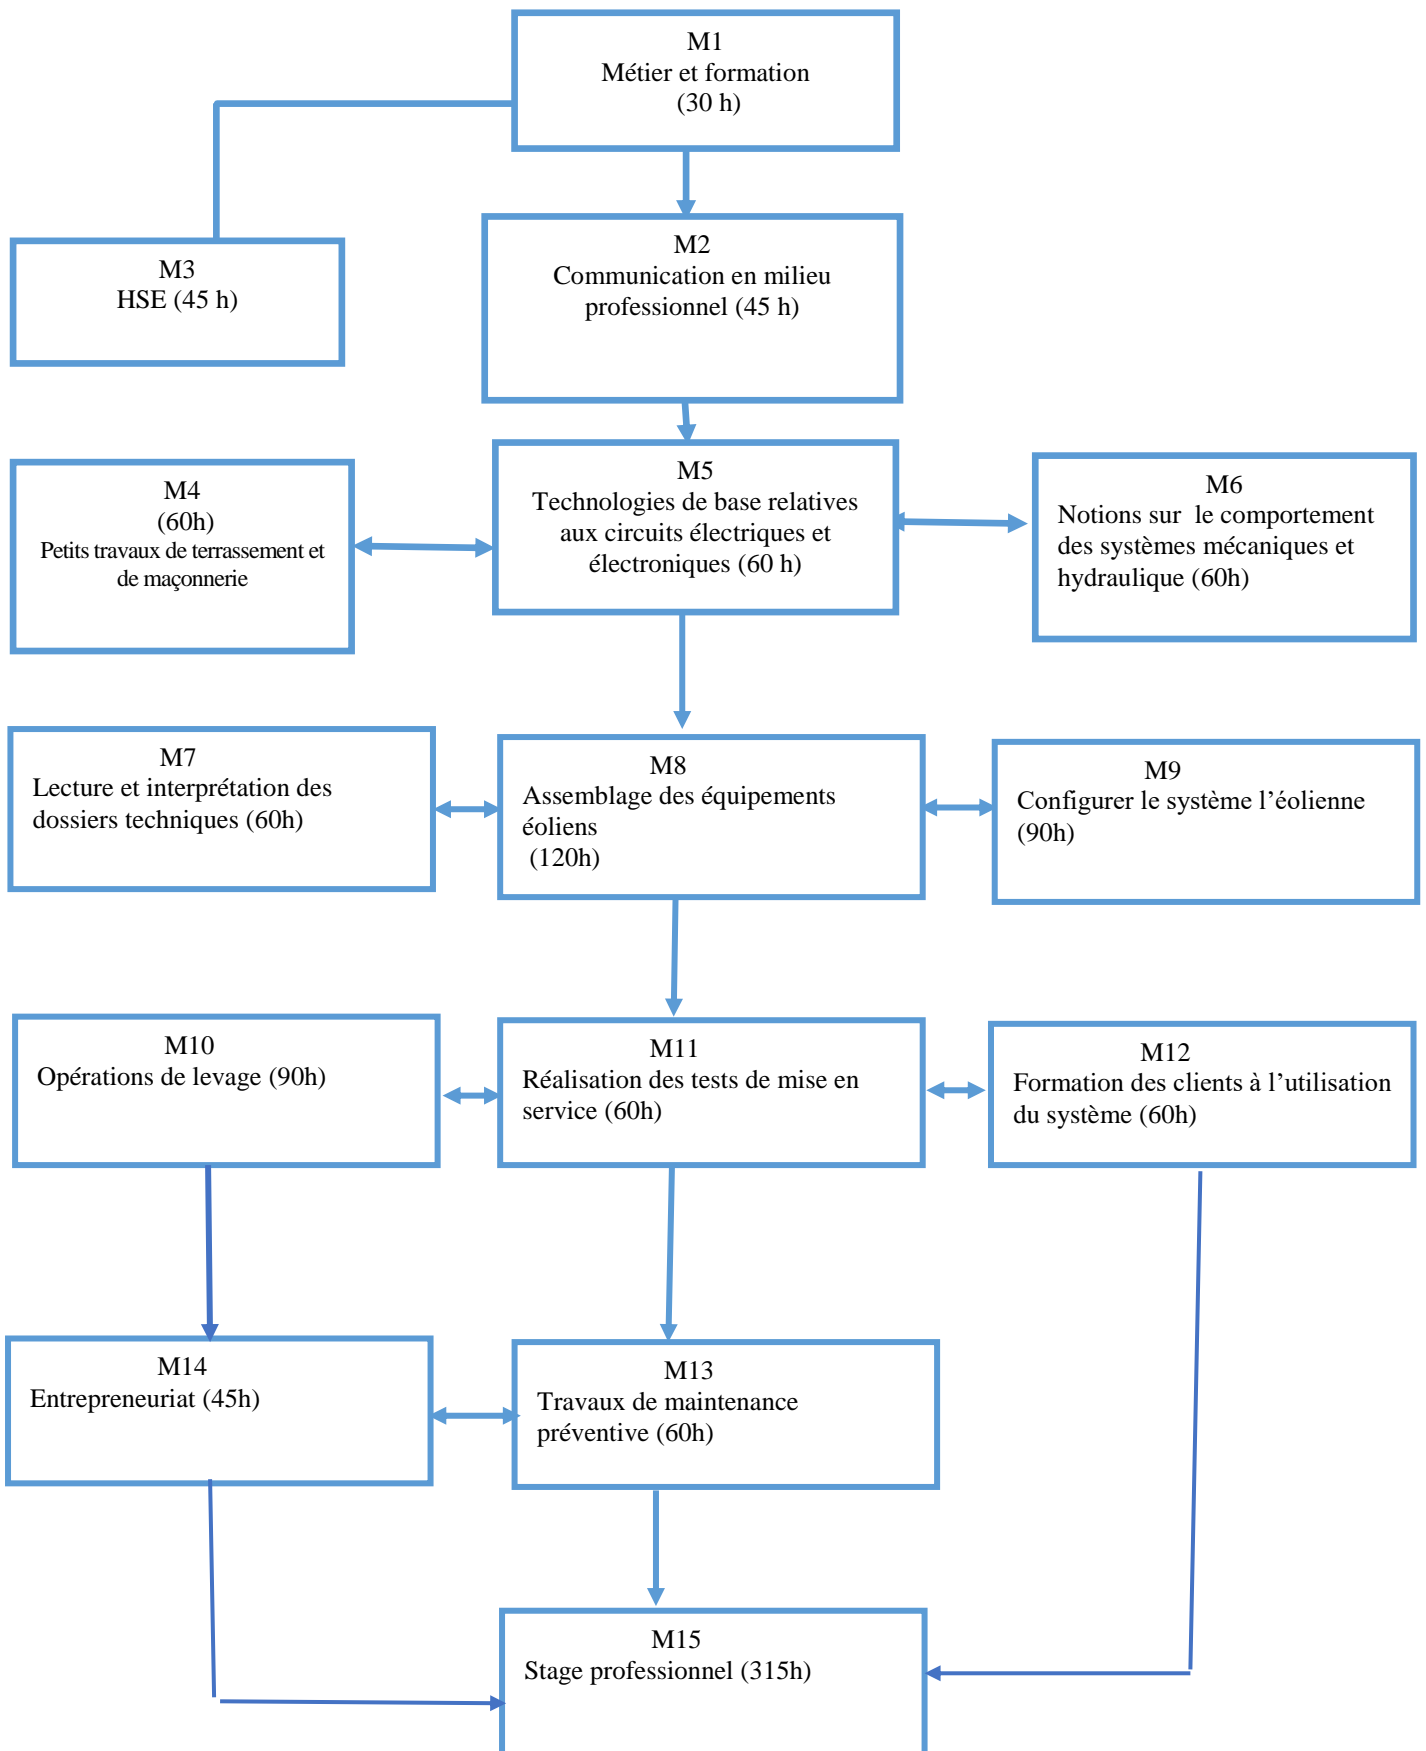 M1
Métier et formation
(30 h)
M2
Communication en milieu
professionnel (45 h)
M3
HSE (45 h)
M4
(60h)
Petits travaux de terrassement et
de maçonnerie
M5
Technologies de base relatives
aux circuits électriques et
électroniques (60 h)
M6
Notions sur  le comportement
des systèmes mécaniques et
hydraulique (60h)
M7
Lecture et interprétation des
dossiers techniques (60h)
M8
Assemblage des équipements
éoliens
(120h)
M9
Configurer le système l’éolienne
(90h)
M10
Opérations de levage (90h)
M11
Réalisation des tests de mise en
service (60h)
M12
Formation des clients à l’utilisation
du système (60h)
M14
Entrepreneuriat (45h)
M13
Travaux de maintenance
préventive (60h)
M15
Stage professionnel (315h)